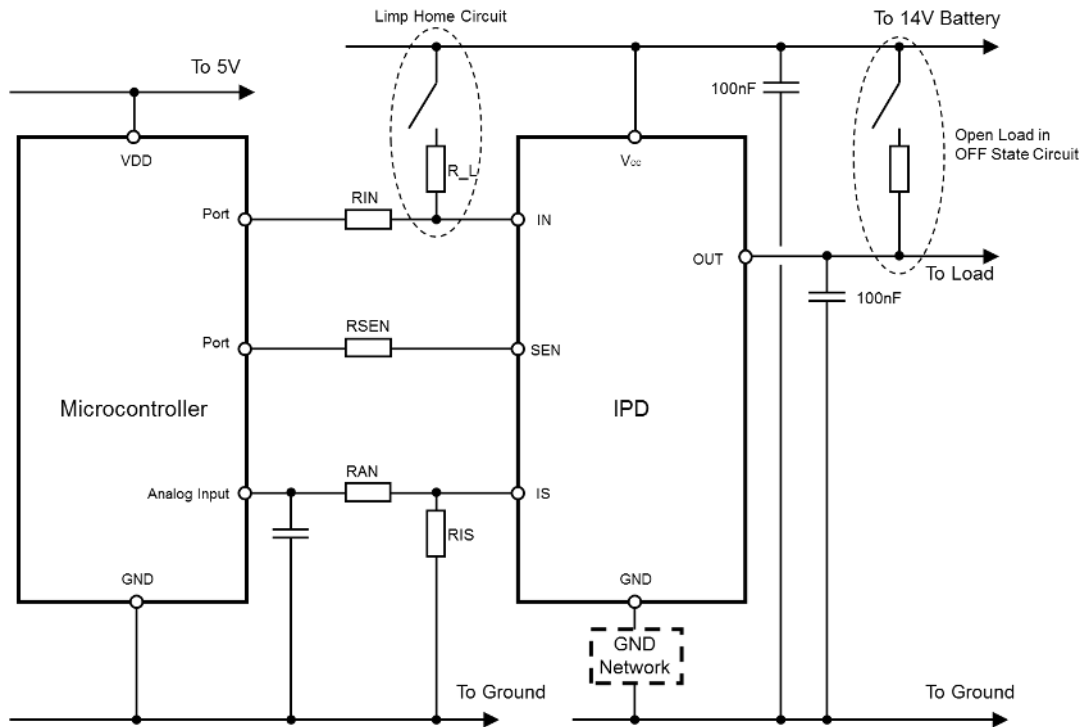 Limp Home Circuit
To 14V Battery
To 5V
100nF
VDD
Vcc
Open Load in
OFF State Circuit
R_L
Port
RIN
IN
OUT
To Load
100nF
Port
RSEN
SEN
Microcontroller
IPD
RAN
Analog Input
IS
RIS
GND
GND
GND
Network
To Ground
To Ground